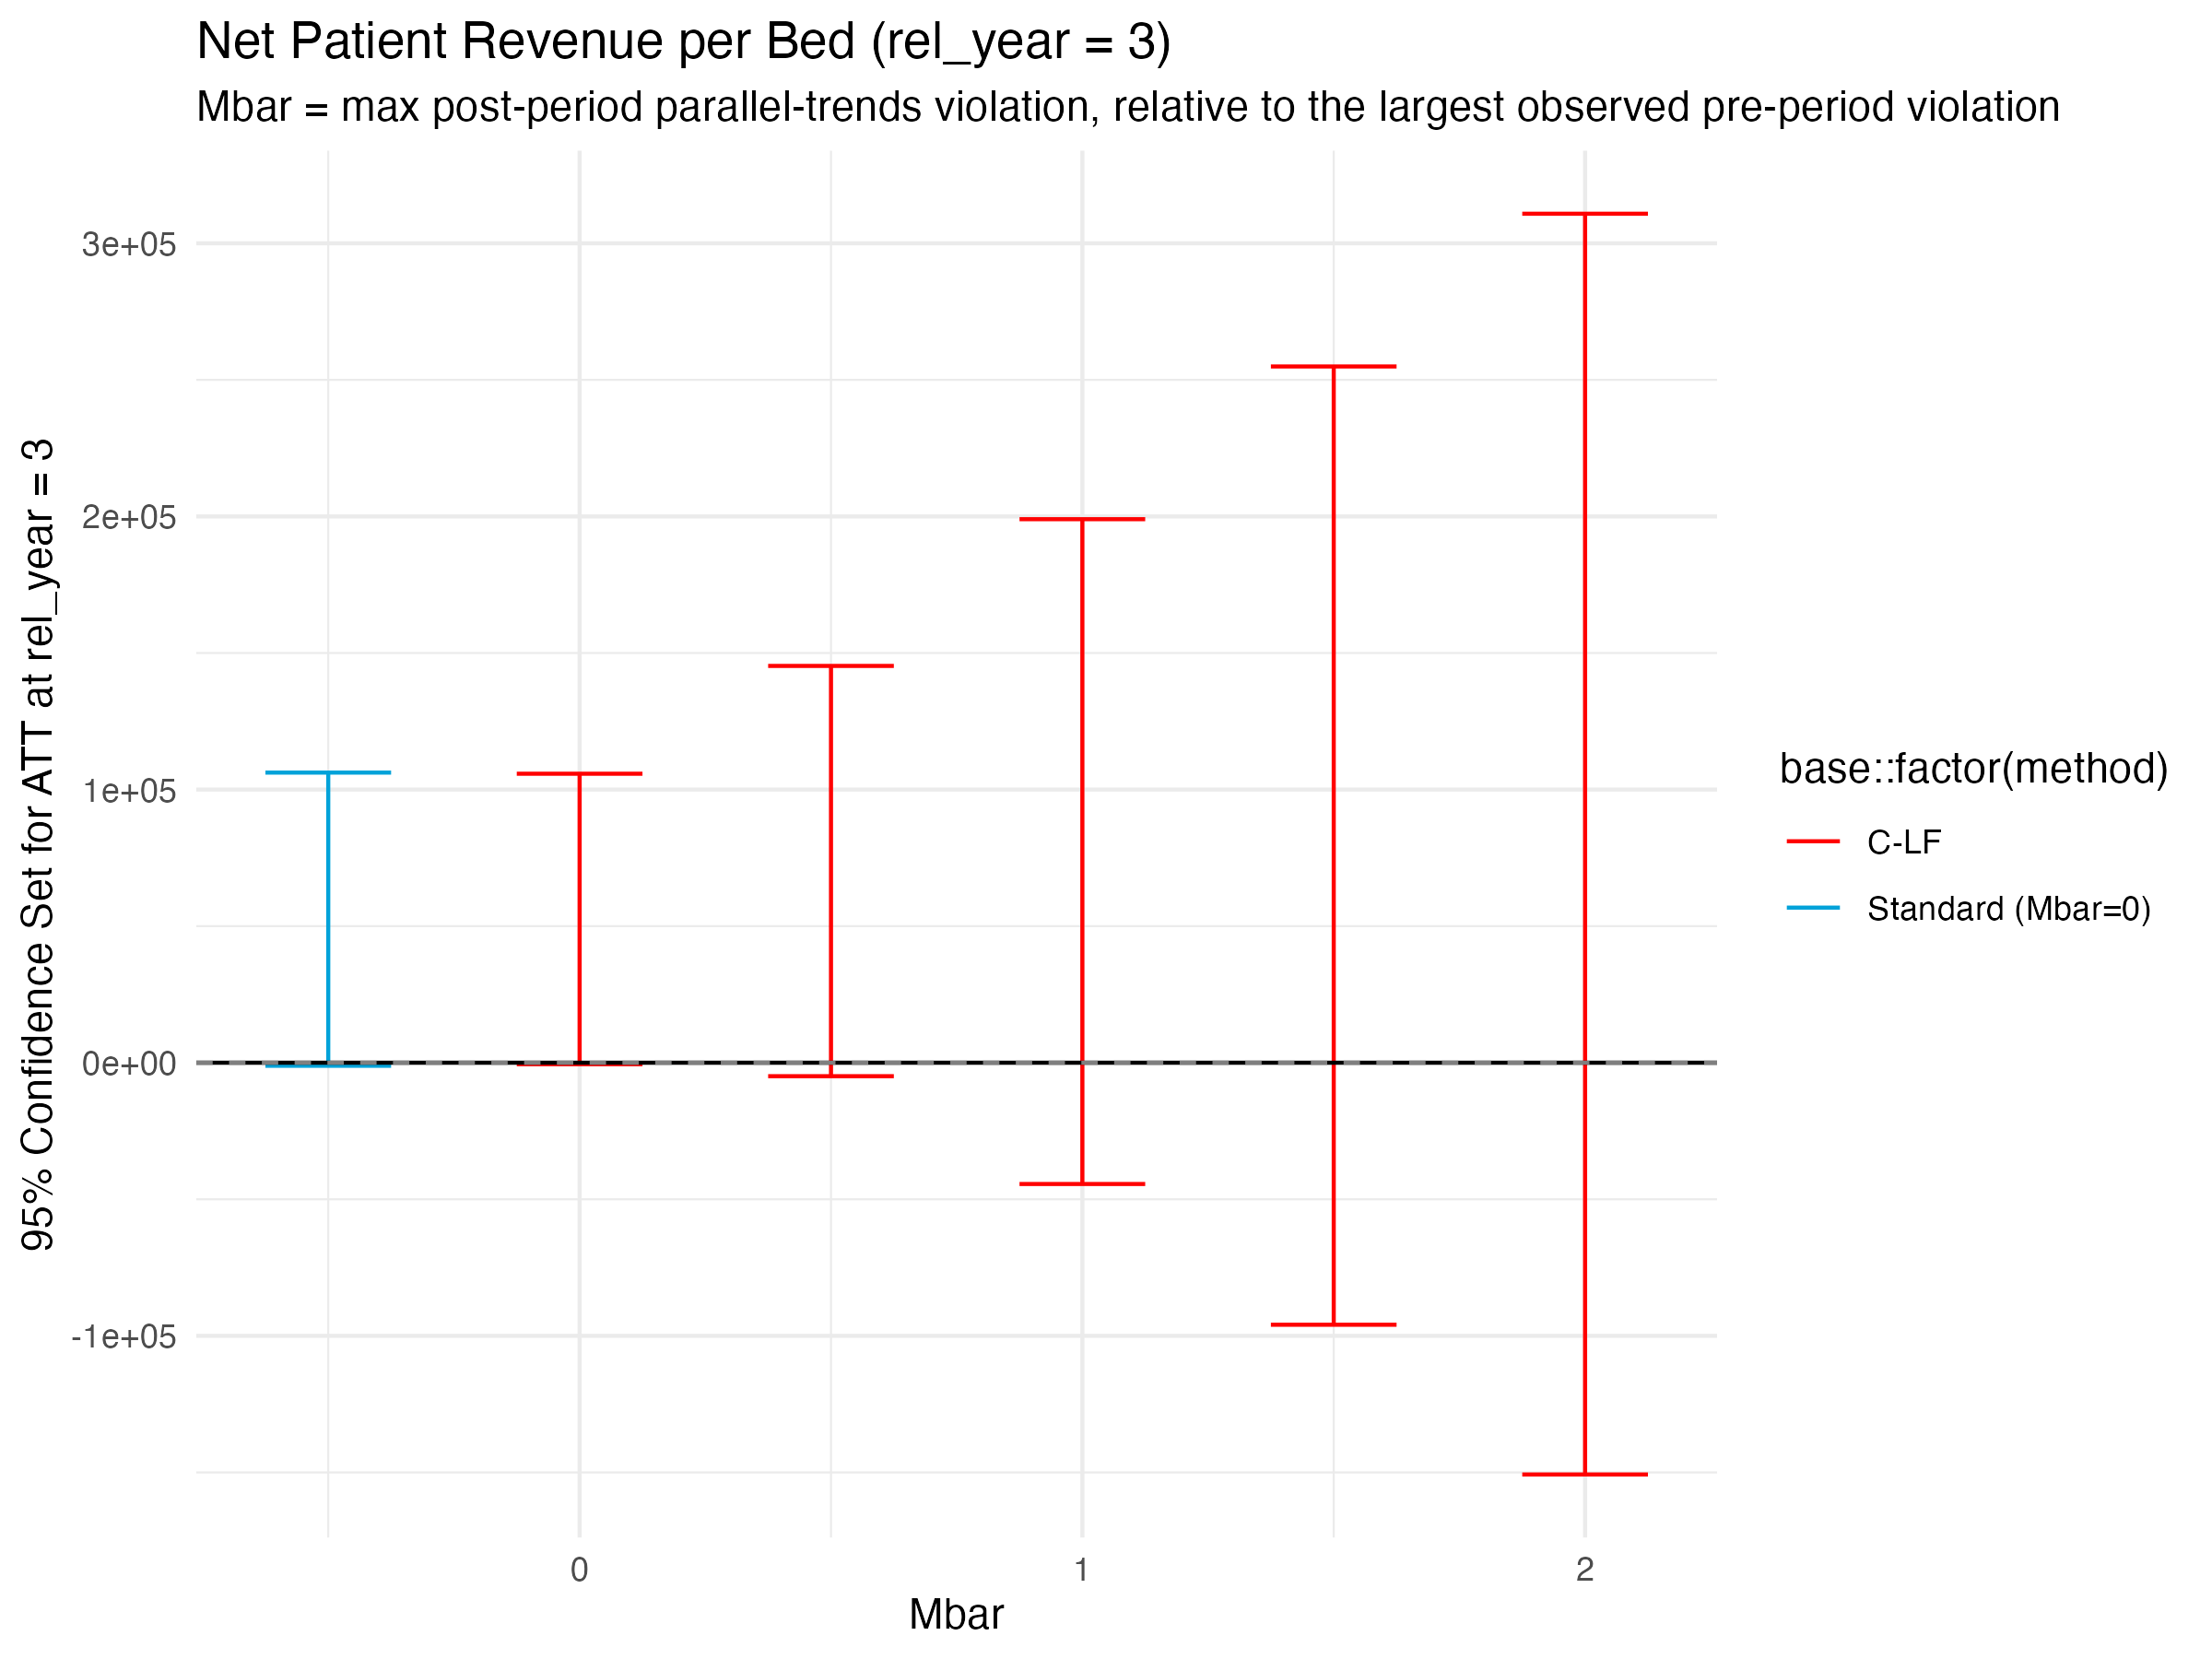 Net Patient Revenue per Bed (rel_year = 3)
Mbar = max post-period parallel-trends violation, relative to the largest observed pre-period violation
95% Confidence Set for ATT at rel_year = 3
3e+05
2e+05
1e+05
0e+00
-1e+05
0
1
2
Mbar
base::factor(method)
C-LF
Standard (Mbar=0)